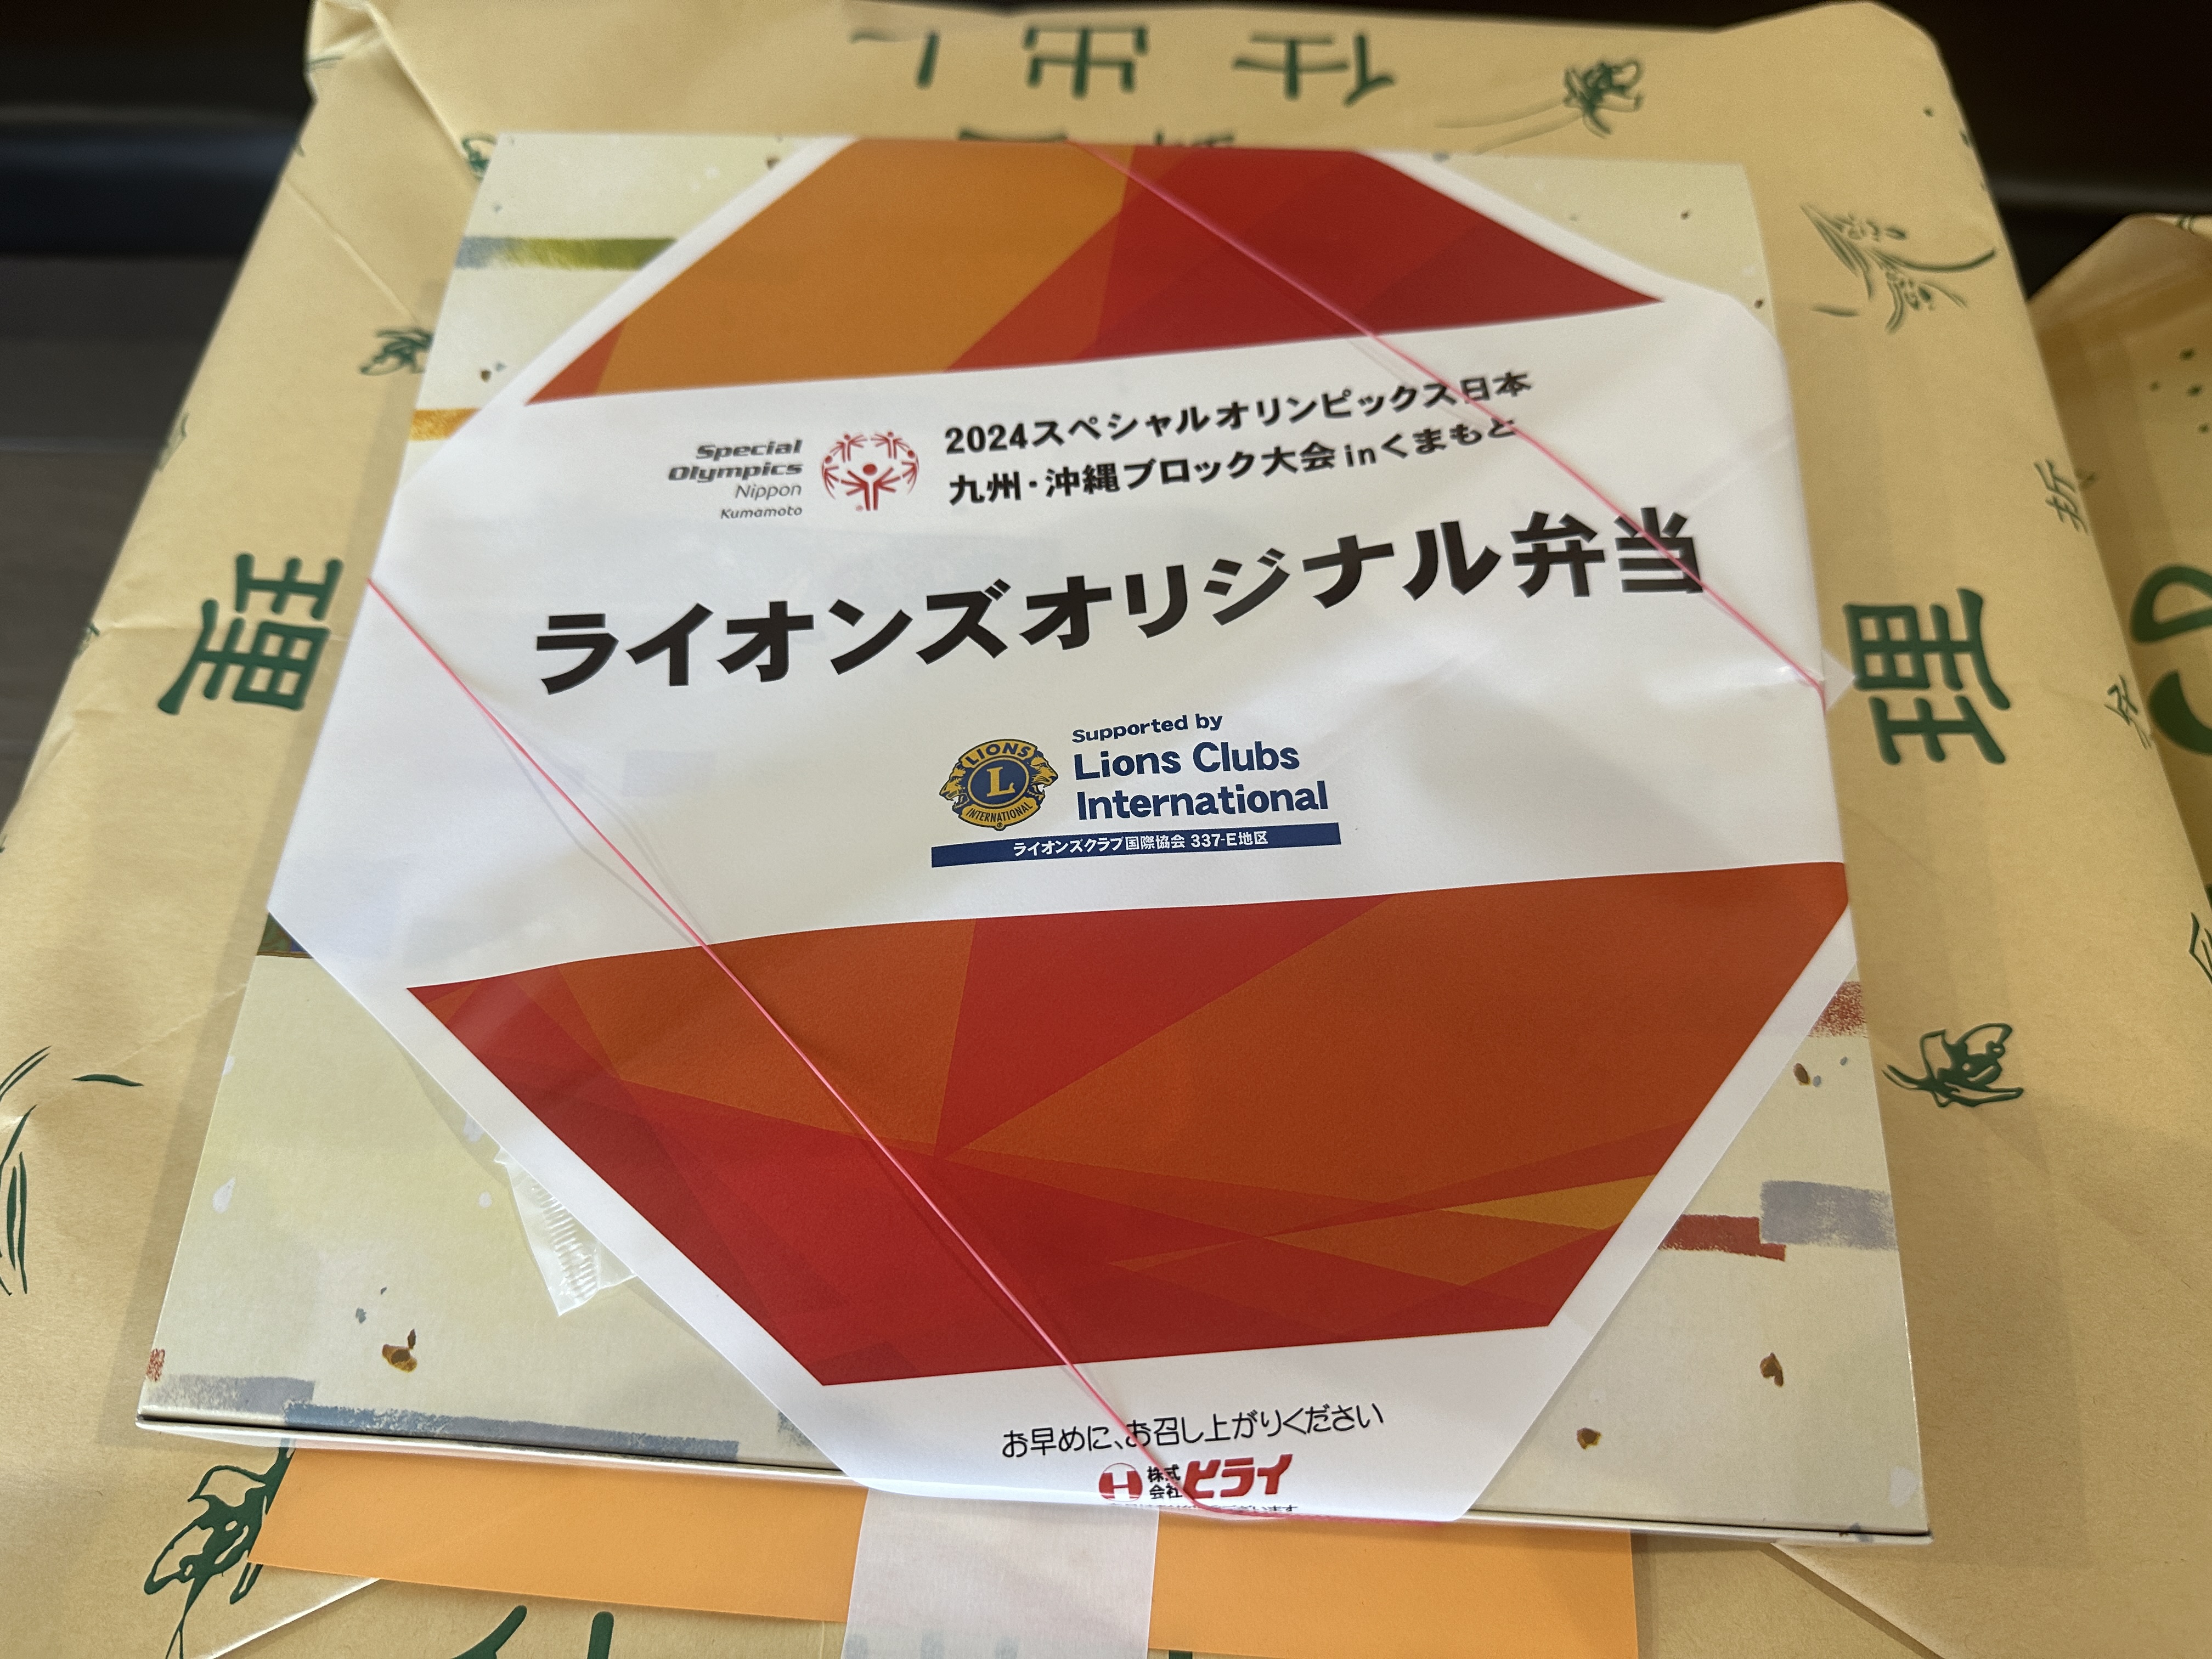 仕出し
Special
Olympics
Nippon
Kumamoto
2024スペシャルオリンピックス日本
九州・沖縄ブロック大会inくまもと
ライオンズオリジナル弁当
LIONS
L
INTERNATIONAL
Supported by
Lions Clubs
International
ライオンズクラブ国際協会 337-E地区
理
お早めに、お召し上がりください
H
株式
会社
ヒライ